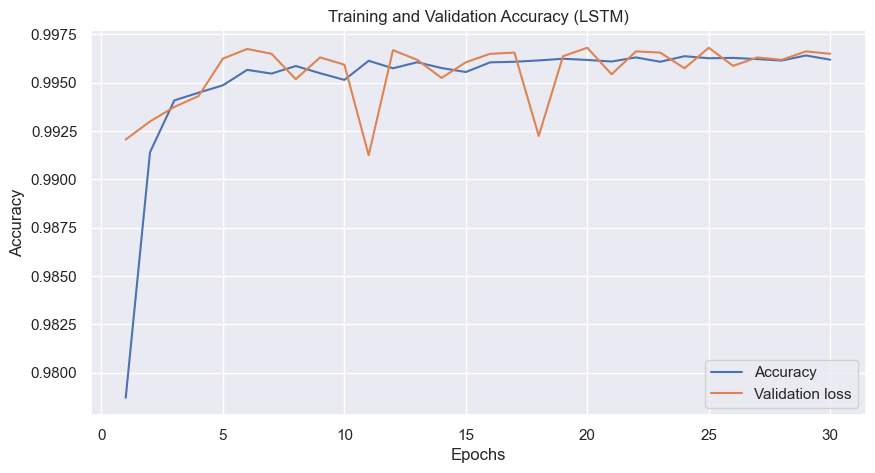 Training and Validation Accuracy (LSTM)
0.9975
0.9950
0.9925
0.9900
0.9875
0.9850
0.9825
0.9800
Accuracy
Accuracy
Validation loss
0 5 10 15 20 25 30
Epochs